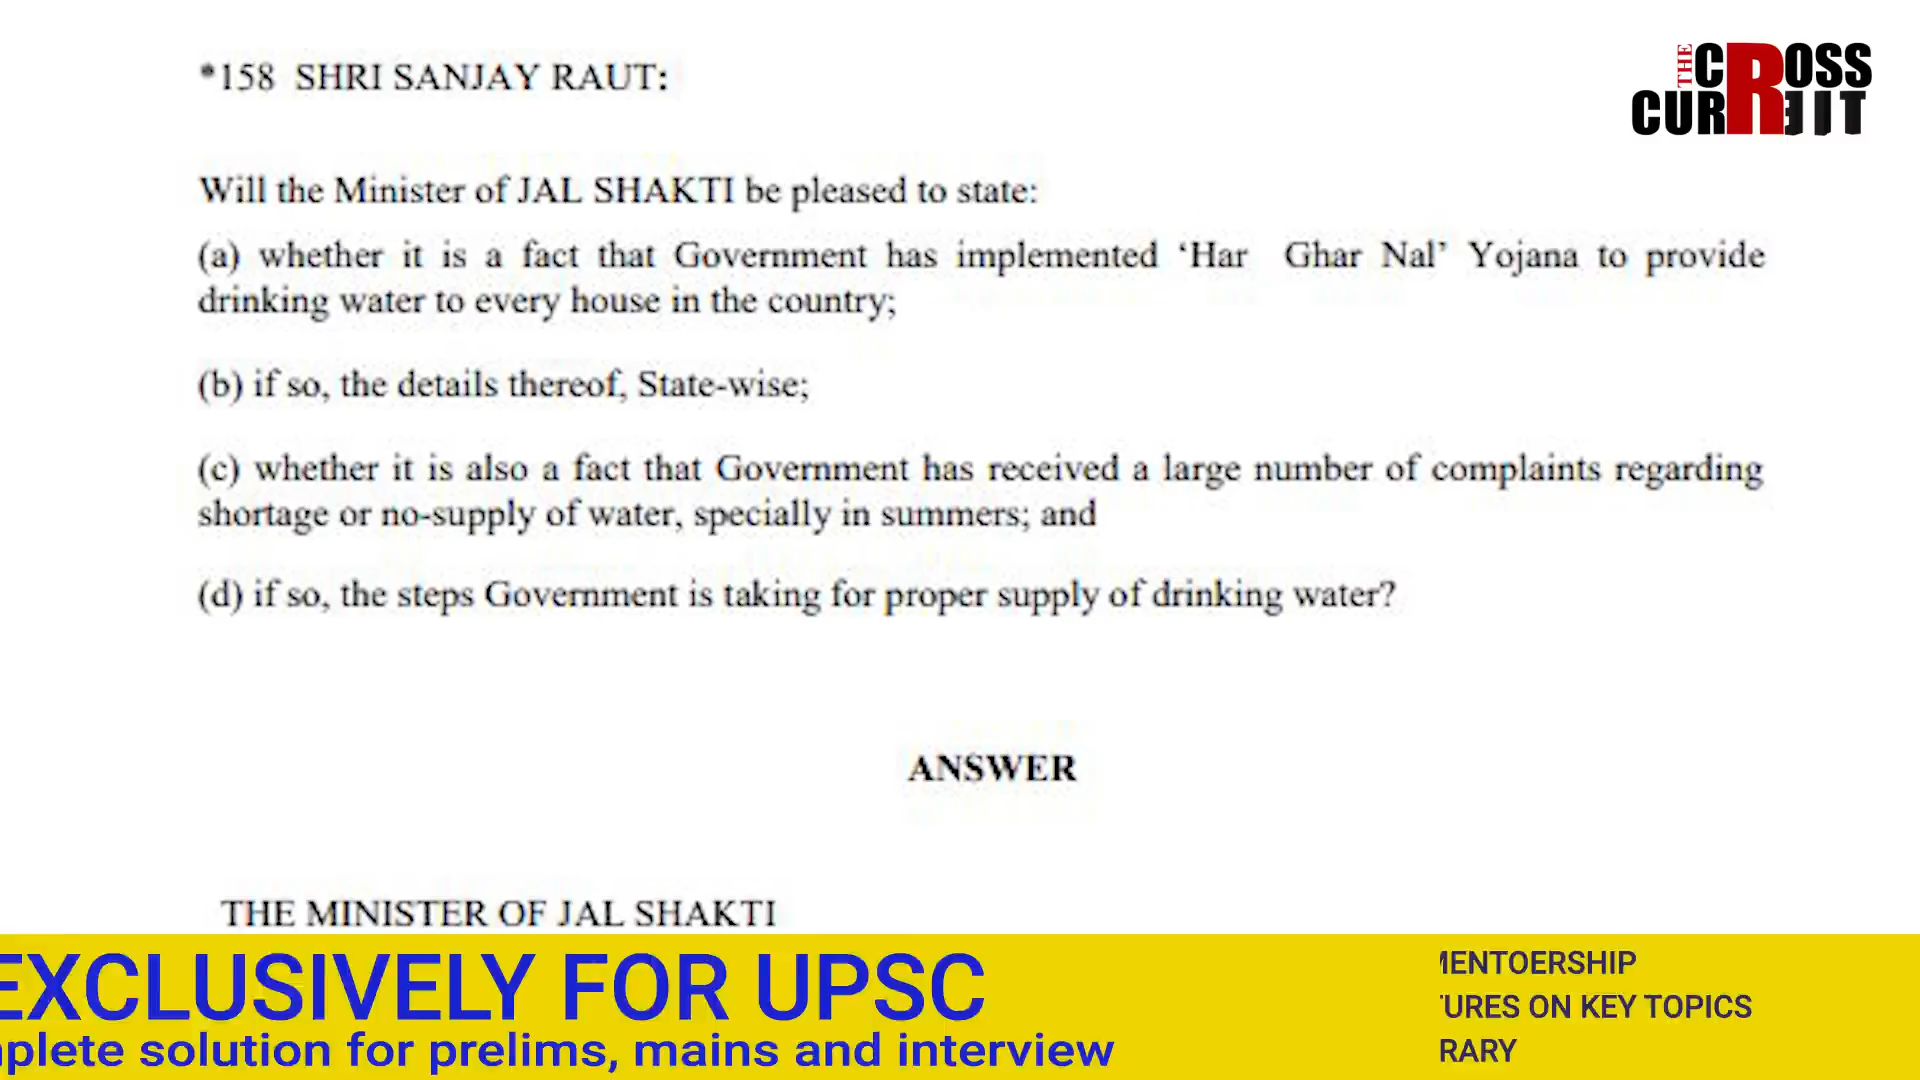 *158 SHRI SANJAY RAUT:
THE CROSS
CURRENT
Will the Minister of JAL SHAKTI be pleased to state:
(a) whether it is a fact that Government has implemented ‘Har Ghar Nal’ Yojana to provide
drinking water to every house in the country;
(b) if so, the details thereof, State-wise;
(c) whether it is also a fact that Government has received a large number of complaints regarding
shortage or no-supply of water, specially in summers; and
(d) if so, the steps Government is taking for proper supply of drinking water?
ANSWER
THE MINISTER OF JAL SHAKTI
EXCLUSIVELY FOR UPSC
plete solution for prelims, mains and interview
ENTOERSHIP
URES ON KEY TOPICS
RARY